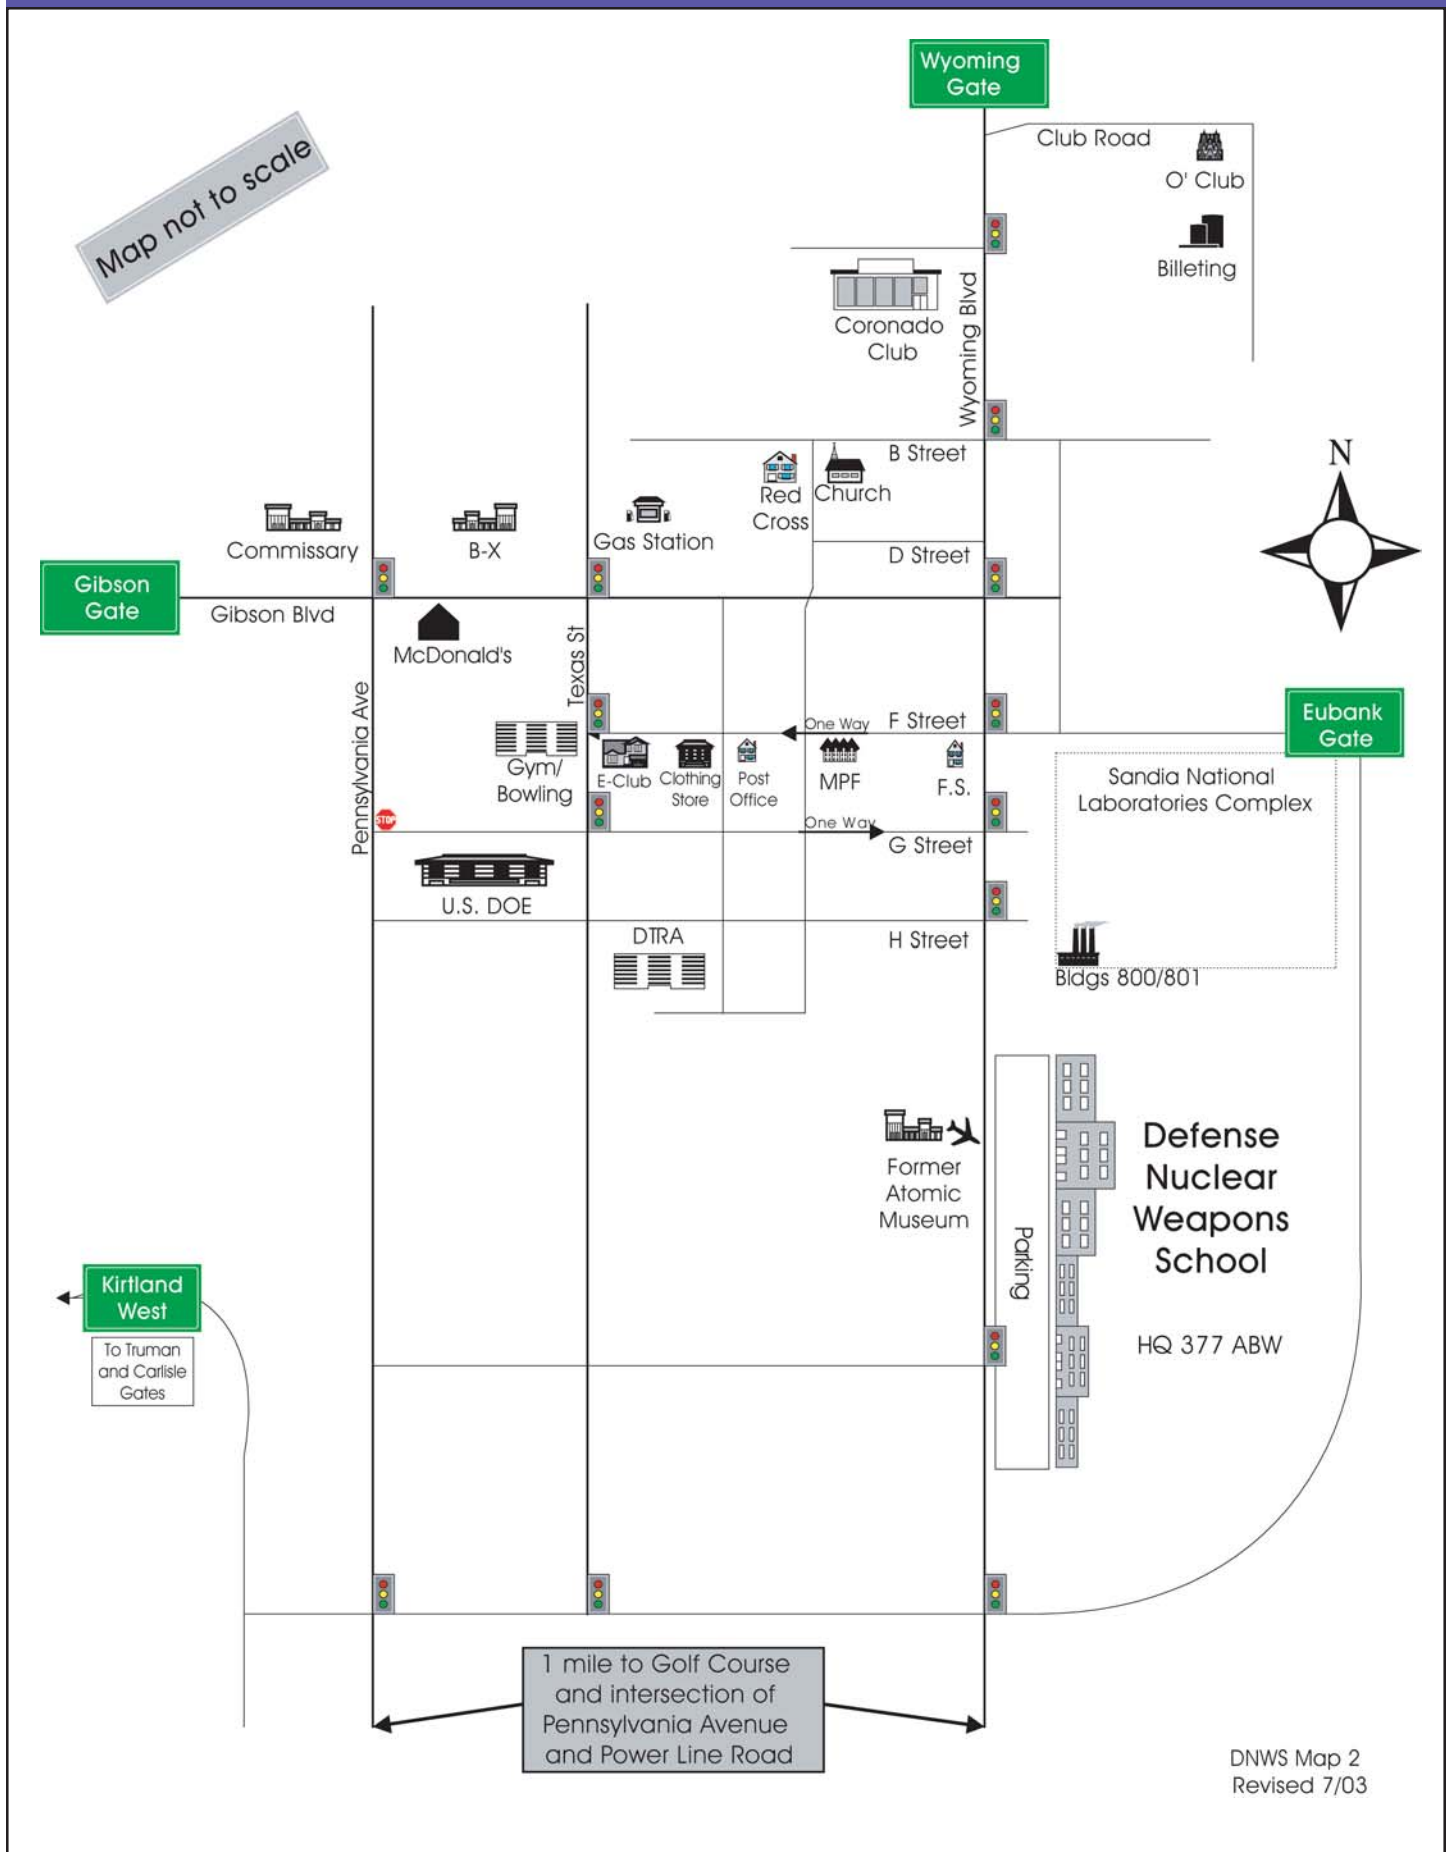 Wyoming
Gate
Club Road
O' Club
Billeting
Map not to scale
Coronado
Club
Wyoming Blvd
B Street
Red
Cross
Church
N
Commissary
B-X
Gas Station
D Street
Gibson
Gate
Gibson Blvd
McDonald's
Texas St
Pennsylvania Ave
One Way
F Street
Eubank
Gate
Gym/
Bowling
E-Club
Clothing
Store
Post
Office
MPF
F.S.
Sandia National
Laboratories Complex
STOP
One Way
G Street
U.S. DOE
DTRA
H Street
Bldgs 800/801
Former
Atomic
Museum
Parking
Defense
Nuclear
Weapons
School
HQ 377 ABW
Kirtland
West
To Truman
and Carlisle
Gates
1 mile to Golf Course
and intersection of
Pennsylvania Avenue
and Power Line Road
DNWS Map 2
Revised 7/03